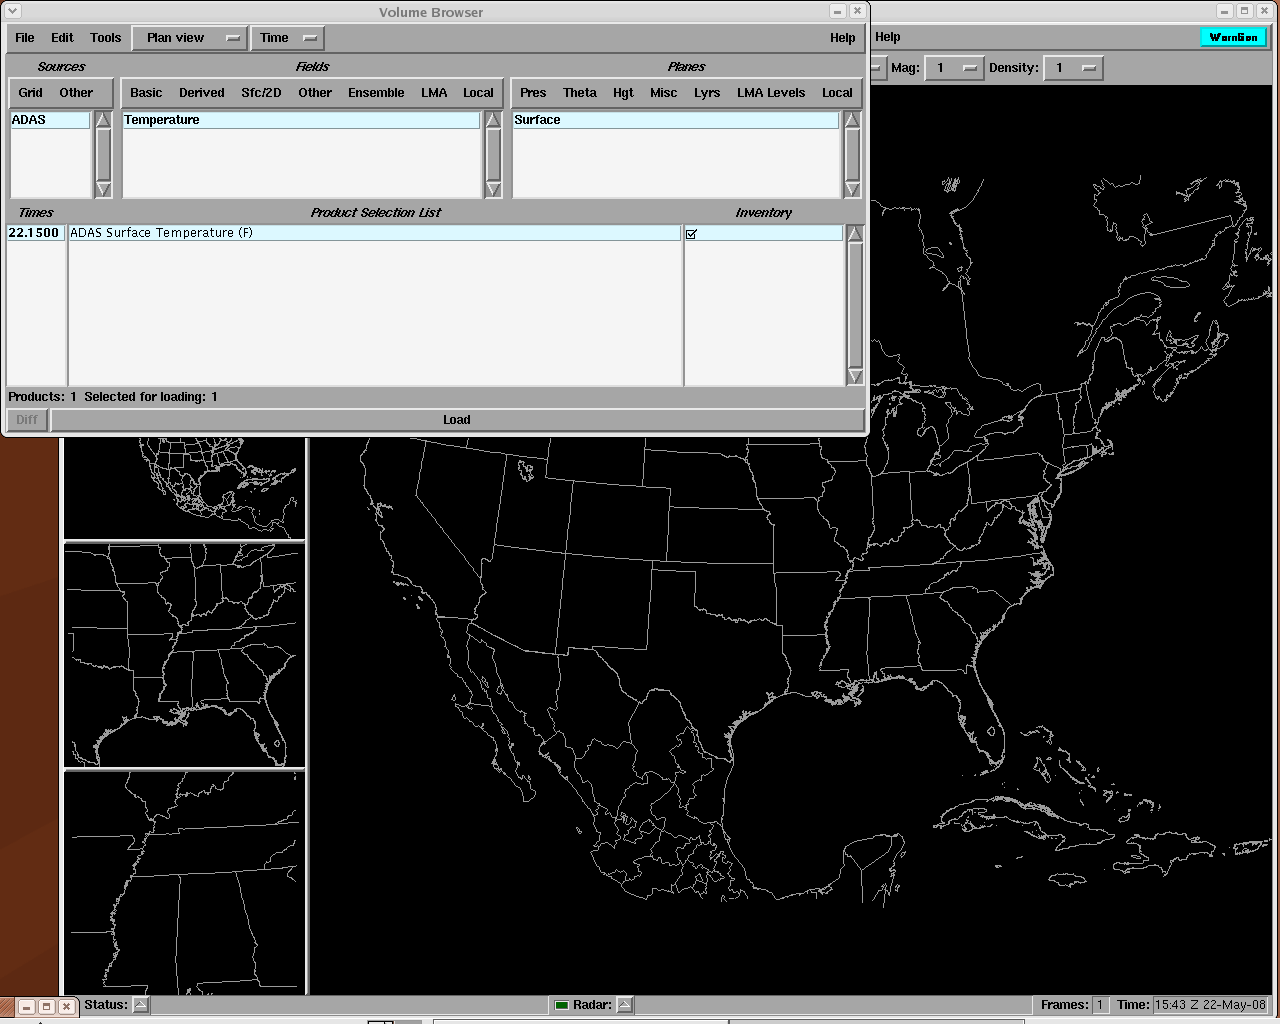 Volume Browser
File Edit Tools Plan view Time Help
Help WarnGen
Sources Fields Planes
Mag: 1 Density: 1
Grid Other Basic Derived Sfc/2D Other Ensemble LMA Local Pres Theta Hgt Misc Lyrs LMA Levels Local
ADAS Temperature Surface
Times Product Selection List Inventory
22.1500 ADAS Surface Temperature (F)
Products: 1 Selected for loading: 1
Diff Load
Status: Radar: Frames: 1 Time: 15:43 Z 22-May-08